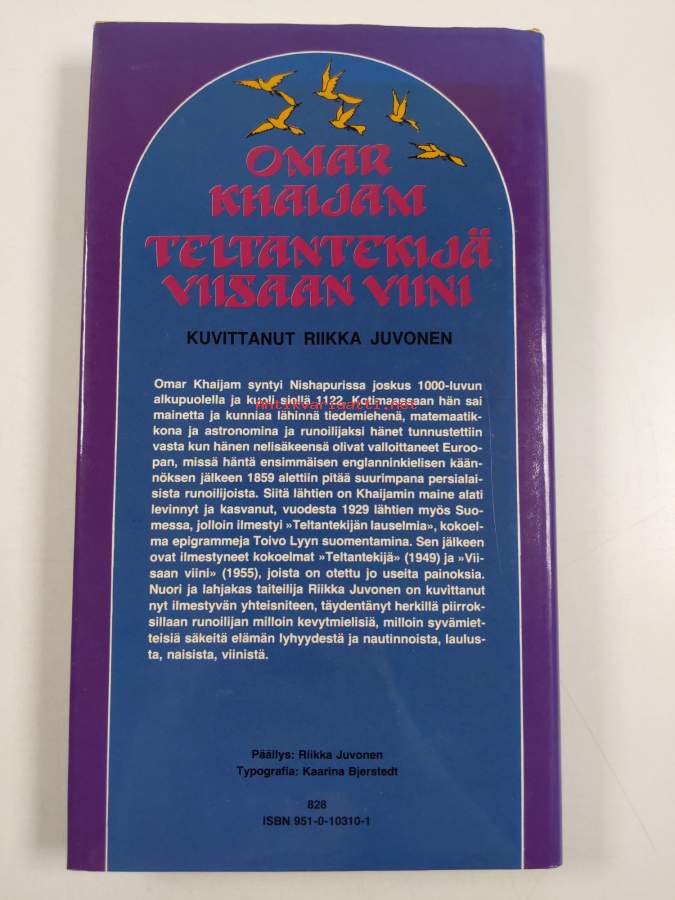 OMAR
KHAIJAM
TELTANTEKIJÄ
VIISAAN VIINI
KUVITTANUT RIIKKA JUVONEN
Omar Khaijam syntyi Nishapurissa joskus 1000-luvun
alkupuolella ja kuoli siellä 1122. Kotimaassaan hän sai
Antikvariaatti.net
mainetta ja kunniaa lähinnä tiedemiehenä, matemaatik-
kona ja astronomina ja runoilijaksi hänet tunnustettiin
vasta kun hänen nelisäkeensä olivat valloittaneet Euroo-
pan, missä häntä ensimmäisen englanninkielisen kään-
nöksen jälkeen 1859 alettiin pitää suurimpana persialai-
sista runoilijoista. Siitä lähtien on Khaijamin maine alati
levinnyt ja kasvanut, vuodesta 1929 lähtien myös Suo-
messa, jolloin ilmestyi »Teltantekijän lauselmia», kokoel-
ma epigrammeja Toivo Lyyn suomentamina. Sen jälkeen
ovat ilmestyneet kokoelmat »Teltantekijä» (1949) ja »Vii-
saan viini» (1955), joista on otettu jo useita painoksia.
Nuori ja lahjakas taiteilija Riikka Juvonen on kuvittanut
nyt ilmestyvän yhteisniteen, täydentänyt herkillä piirrok-
sillaan runoilijan milloin kevytmielisiä, milloin syvämiet-
teisiä säkeitä elämän lyhyydestä ja nautinnoista, laulus-
ta, naisista, viinistä.
Päällys: Riikka Juvonen
Typografia: Kaarina Bjerstedt
828
ISBN 951-0-10310-1